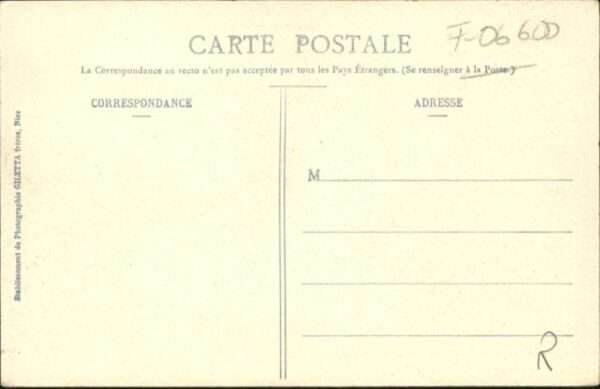 F-06600
CARTE POSTALE
La Correspondance au recto n'est pas acceptée par tous les Pays Étrangers. (Se renseigner à la Poste.)
CORRESPONDANCE
ADRESSE
M
Etablissement de Photographie GILETTA frères, Nice
R